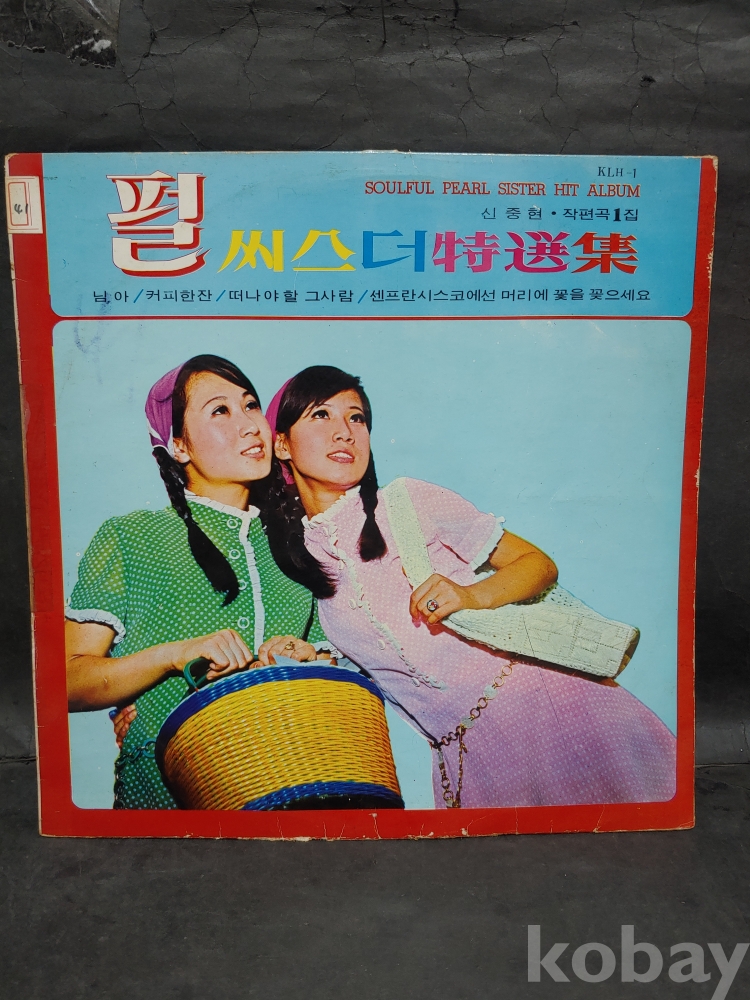 41
KLH-1
SOULFUL PEARL SISTER HIT ALBUM
신중현・작편곡1집
펄 씨스더 特選集
님아/커피한잔/떠나야할 그사람/센프란시스코에선 머리에 꽃을 꽂으세요
kobay